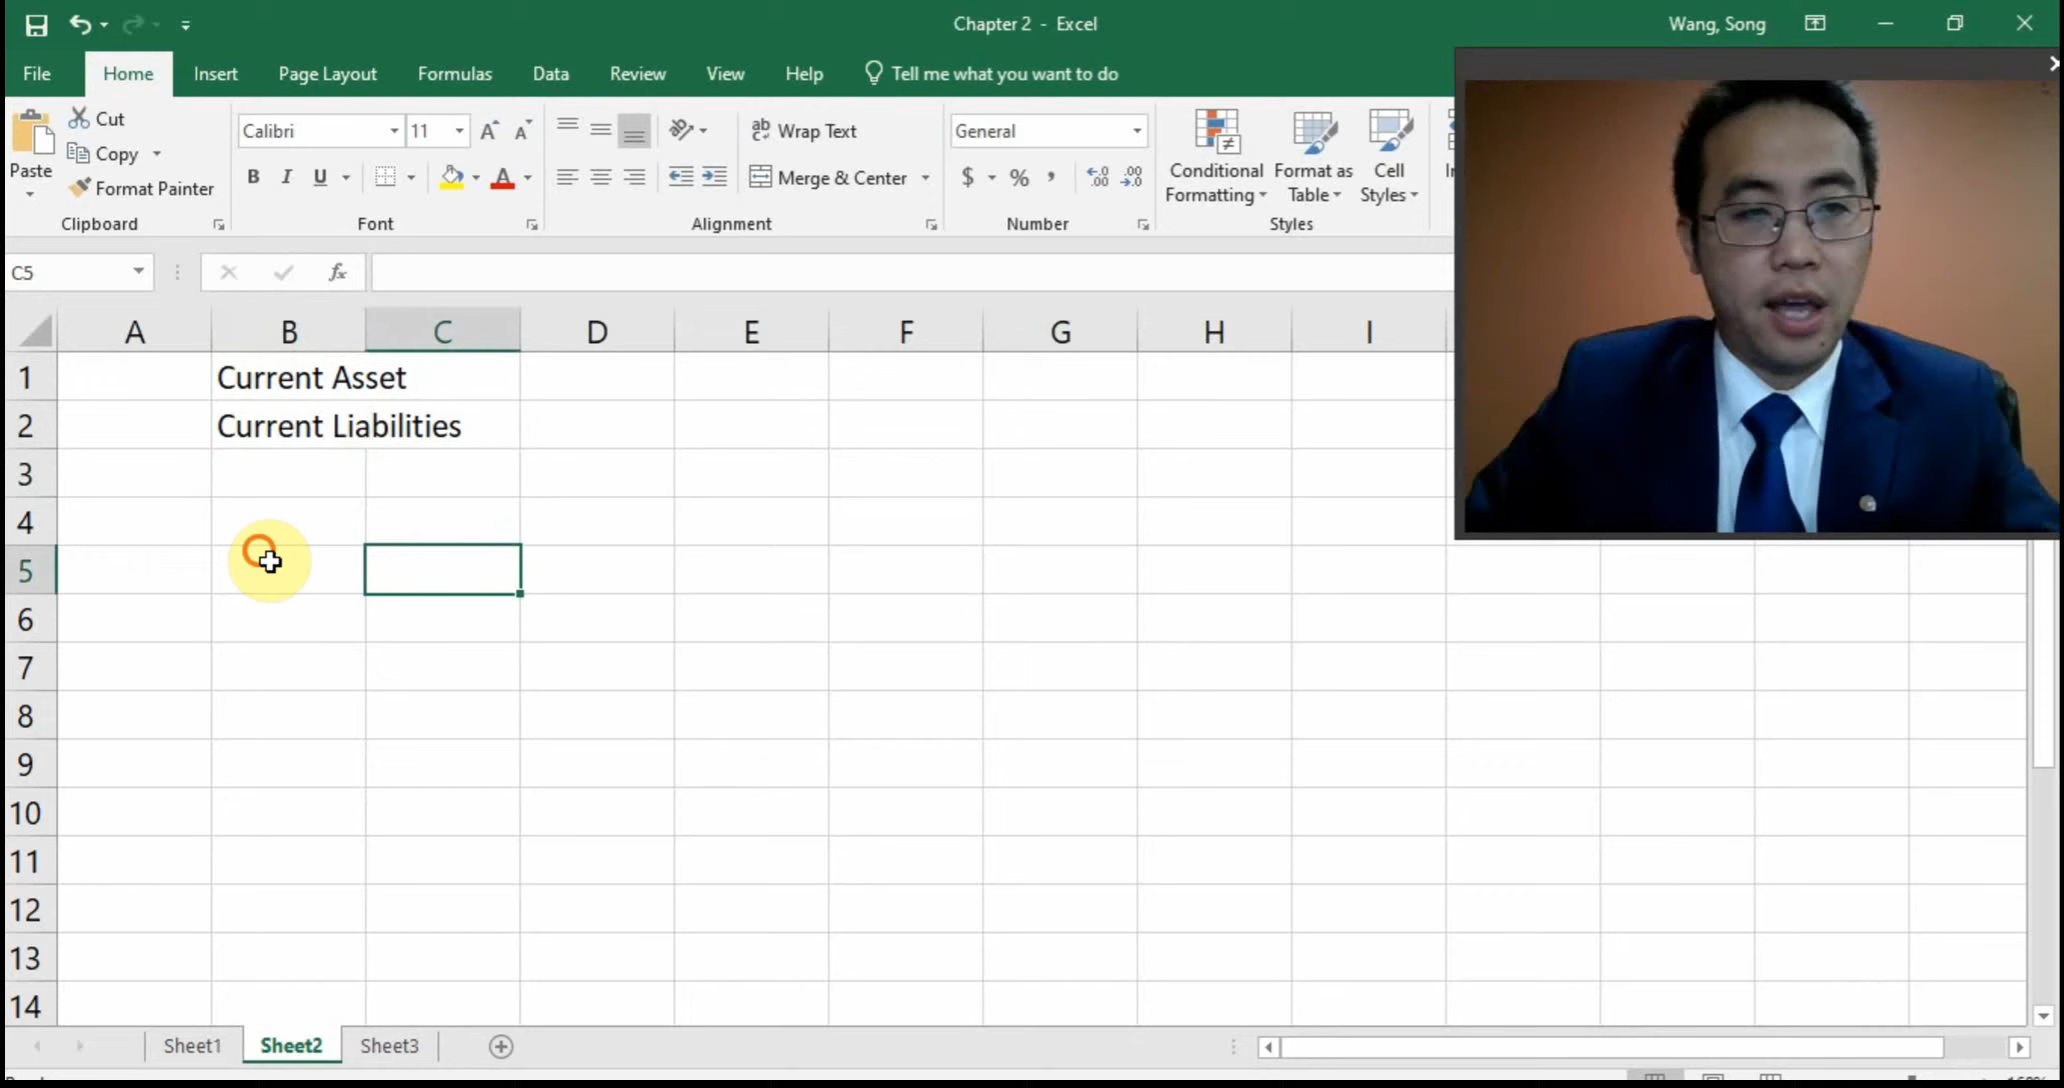 Chapter 2 - Excel
Wang, Song
File Home Insert Page Layout Formulas Data Review View Help Tell me what you want to do
Cut
Copy
Format Painter
Paste
Clipboard
Calibri 11 A A
B I U A
Font
ab Wrap Text
Merge & Center
Alignment
General
$ % ,
Number
Conditional Formatting
Format as Table
Cell Styles
Styles
C5 fx
A B C D E F G H I
1 Current Asset
2 Current Liabilities
3
4
5
6
7
8
9
10
11
12
13
14
Sheet1 Sheet2 Sheet3